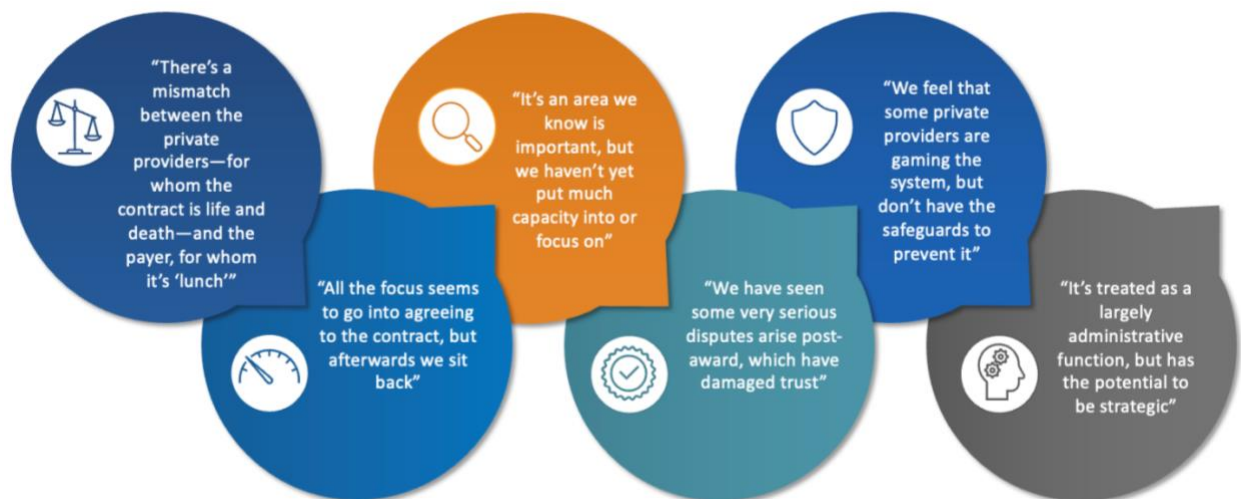 “There’s a
mismatch
between the
private
providers—for
whom the
contract is life and
death—and the
payer, for whom
it’s ‘lunch’”
“All the focus seems
to go into agreeing
to the contract, but
afterwards we sit
back”
“It’s an area we
know is
important, but
we haven’t yet
put much
capacity into or
focus on”
“We have seen
some very serious
disputes arise post-
award, which have
damaged trust”
“We feel that
some private
providers are
gaming the
system, but
don’t have the
safeguards to
prevent it”
“It’s treated as a
largely
administrative
function, but has
the potential to
be strategic”